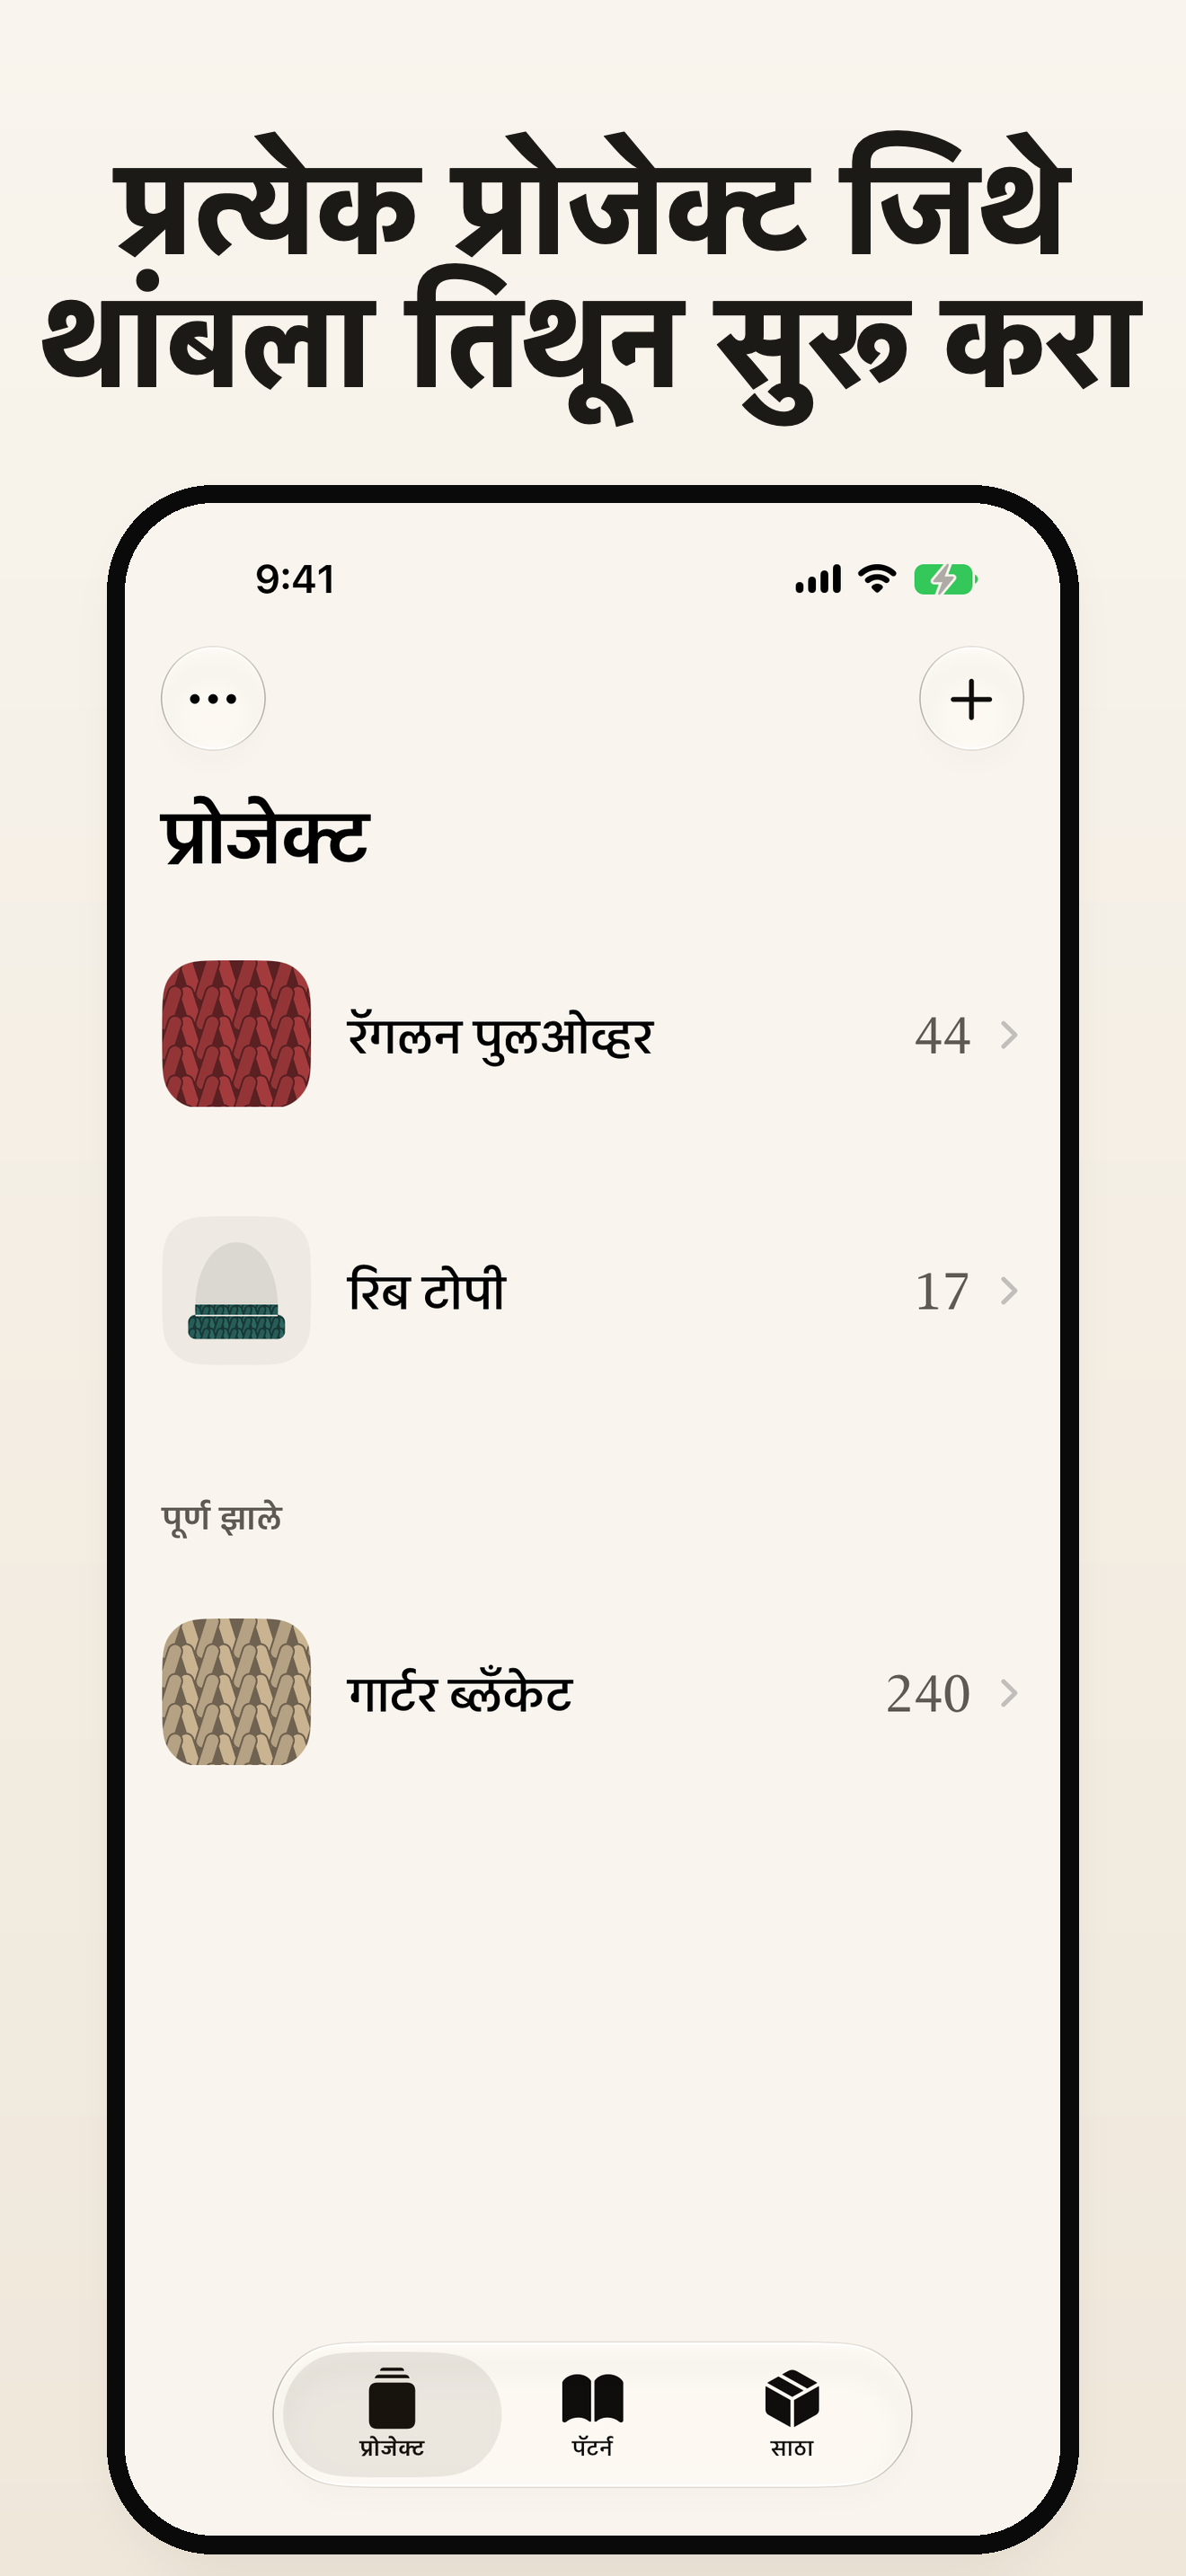 प्रत्येक प्रोजेक्ट जिथे
थांबला तिथून सुरू करा
9:41
प्रोजेक्ट
रॅगलन पुलओव्हर 44
रिब टोपी 17
पूर्ण झाले
गार्टर ब्लँकेट 240
प्रोजेक्ट पॅटर्न साठा